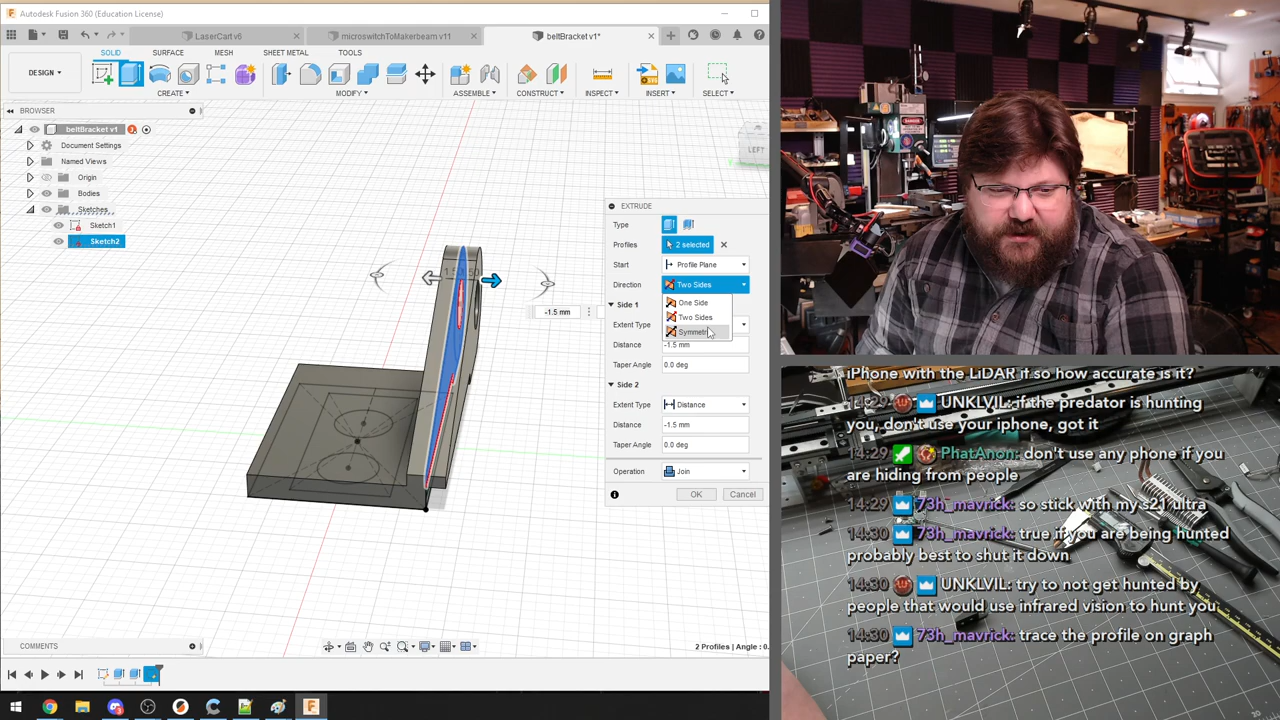 Autodesk Fusion 360 (Education License)
LaserCart v6
microswitchToMakerbeam v11
beltBracket v1*
SOLID
SURFACE
MESH
SHEET METAL
TOOLS
DESIGN
CREATE
MODIFY
ASSEMBLE
CONSTRUCT
INSPECT
INSERT
SELECT
BROWSER
beltBracket v1
Document Settings
Named Views
Origin
Bodies
Sketches
Sketch1
Sketch2
LEFT
EXTRUDE
Type
Profiles
2 selected
Start
Profile Plane
Direction
Two Sides
One Side
Two Sides
Side 1
Extent Type
Distance
-1.5 mm
Taper Angle
0.0 deg
Side 2
Extent Type
Distance
Distance
-1.5 mm
Taper Angle
0.0 deg
Operation
Join
OK
Cancel
-1.5 mm
COMMENTS
2 Profiles | Angle : 0.
DANGER
iPhone with the LiDAR if so how accurate is it?
14:29 UNKLVIL: if the predator is hunting
you, don't use your iphone, got it
14:29 PhatAnon: don't use any phone if you
are hiding from people
14:29 73h_mavrick: so stick with my s21 ultra
14:30 73h_mavrick: true if you are being hunted
probably best to shut it down
14:30 UNKLVIL: try to not get hunted by
people that would use infrared vision to hunt you
14:30 73h_mavrick: trace the profile on graph
paper?